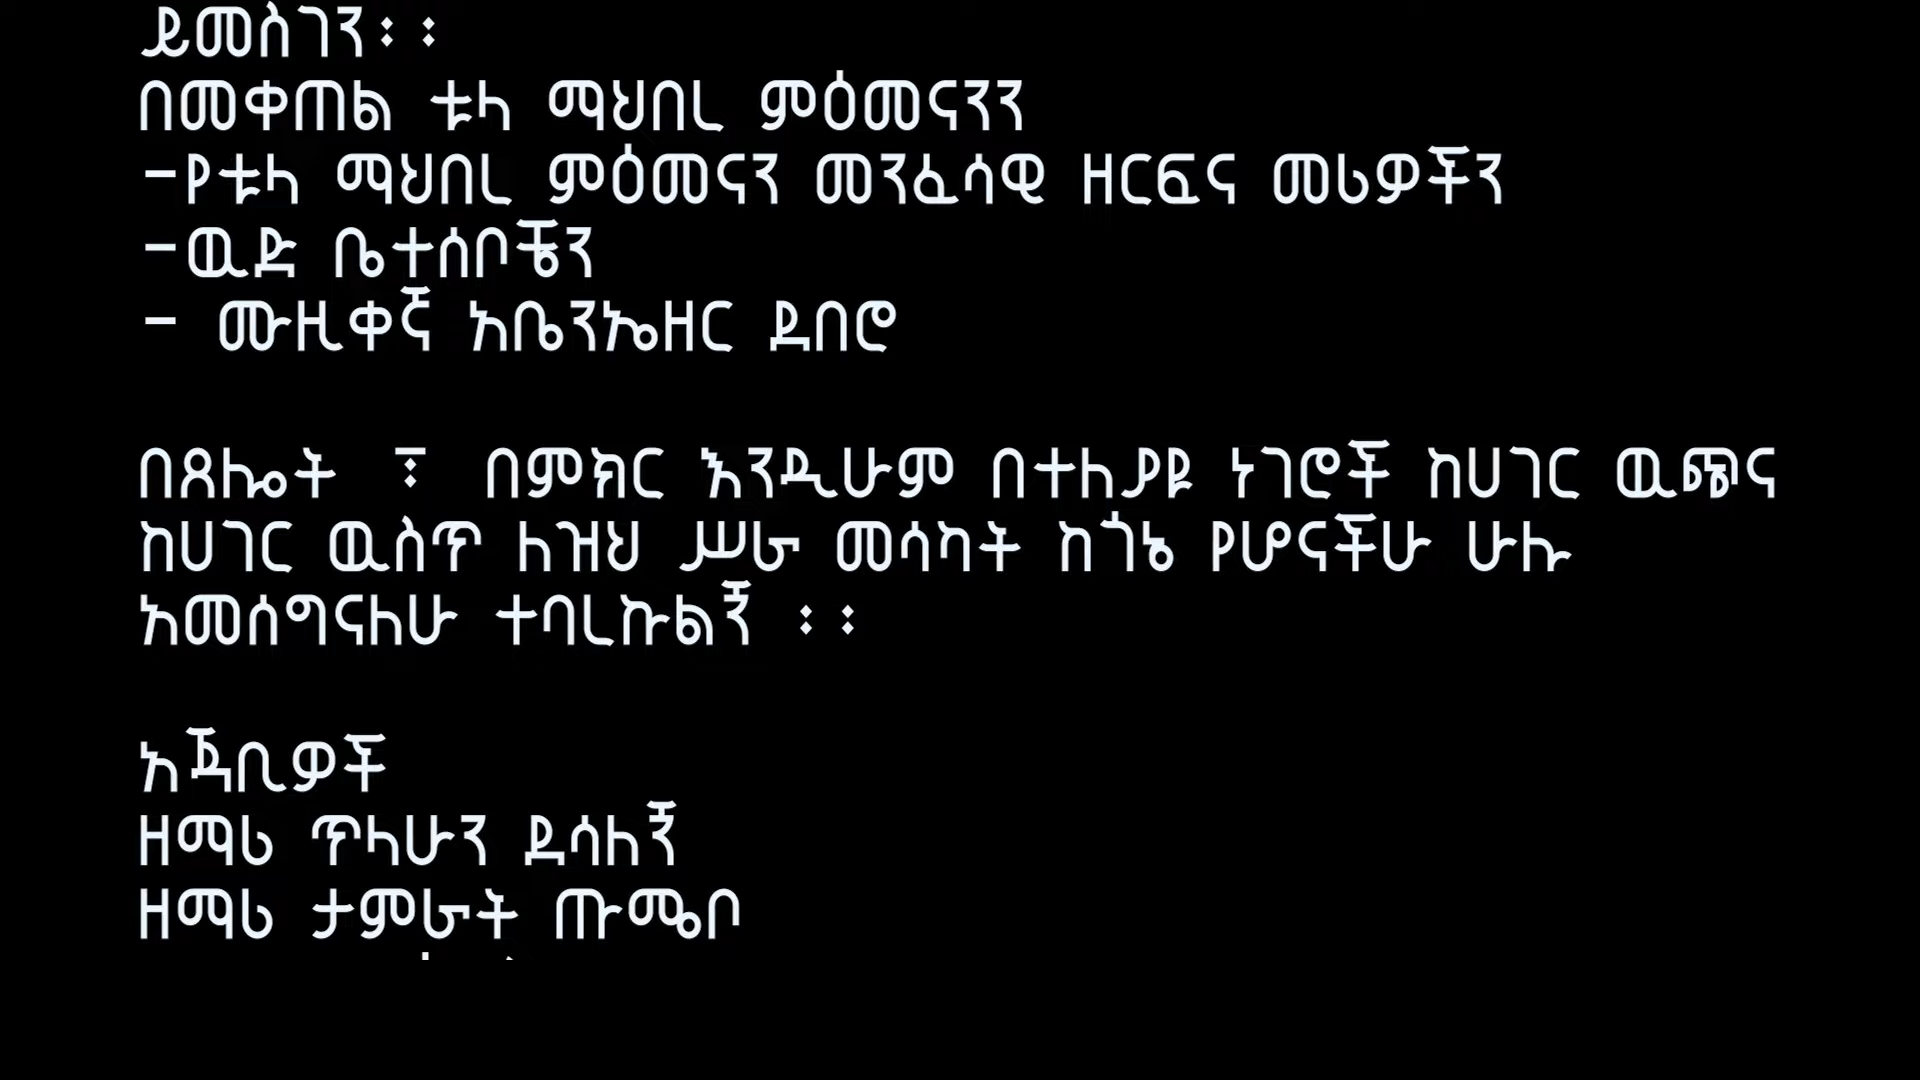 ይመስገን፡፡
በመቀጠል ቱላ ማህበረ ምዕመናንን
-የቱላ ማህበረ ምዕመናን መንፈሳዊ ዘርፍና መሪዎችን
-ዉድ ቤተሰቦቼን
- ሙዚቀኛ አቤንኤዘር ደበሮ
በጸሎት ፣ በምክር እንዲሁም በተለያዩ ነገሮች ከሀገር ዉጭና
ከሀገር ዉስጥ ለዝህ ሥራ መሳካት ከጎኔ የሆናችሁ ሁሉ
አመሰግናለሁ ተባረኩልኝ ፡፡
አጃቢዎች
ዘማሪ ጥላሁን ደሳለኝ
ዘማሪ ታምራት ጡሜቦ